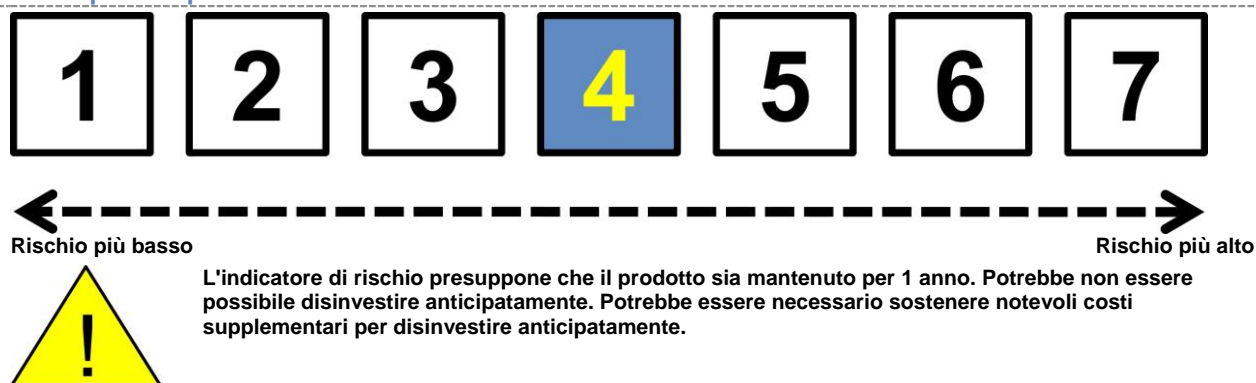 1 2 3 4 5 6 7
Rischio più basso Rischio più alto
L'indicatore di rischio presuppone che il prodotto sia mantenuto per 1 anno. Potrebbe non essere
possibile disinvestire anticipatamente. Potrebbe essere necessario sostenere notevoli costi
supplementari per disinvestire anticipatamente.
!